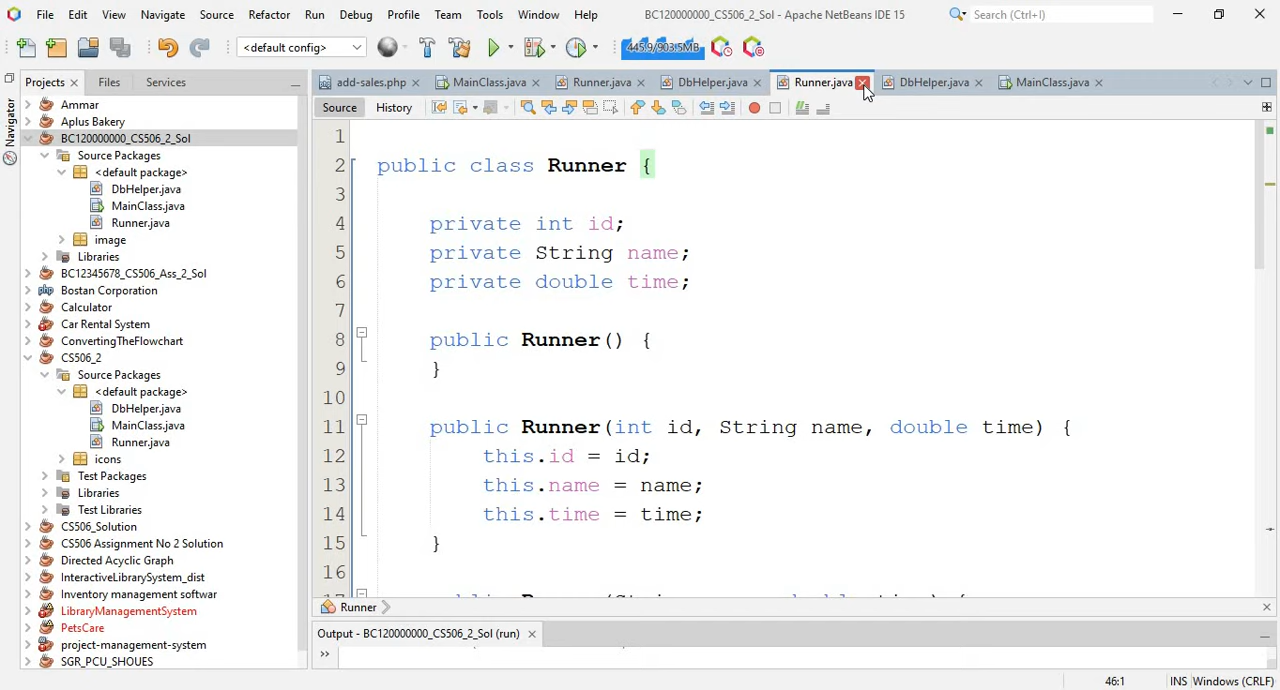 File Edit View Navigate Source Refactor Run Debug Profile Team Tools Window Help BC120000000_CS506_2_Sol - Apache NetBeans IDE 15 Search (Ctrl+I)
<default config> 445.9/903.5MB
Projects Files Services add-sales.php MainClass.java Runner.java DbHelper.java Runner.java DbHelper.java MainClass.java
Source History
Navigator
Ammar
Aplus Bakery
BC120000000_CS506_2_Sol
Source Packages
<default package>
DbHelper.java
MainClass.java
Runner.java
image
Libraries
BC12345678_CS506_Ass_2_Sol
Bostan Corporation
Calculator
Car Rental System
ConvertingTheFlowchart
CS506_2
Source Packages
<default package>
DbHelper.java
MainClass.java
Runner.java
icons
Test Packages
Libraries
Test Libraries
CS506_Solution
CS506 Assignment No 2 Solution
Directed Acyclic Graph
InteractiveLibrarySystem_dist
Inventory management softwar
LibraryManagementSystem
PetsCare
project-management-system
SGR_PCU_SHOUES
1
2 public class Runner {
3
4 private int id;
5 private String name;
6 private double time;
7
8 public Runner() {
9 }
10
11 public Runner(int id, String name, double time) {
12 this.id = id;
13 this.name = name;
14 this.time = time;
15 }
16
Runner
Output - BC120000000_CS506_2_Sol (run)
46:1 INS Windows (CRLF)